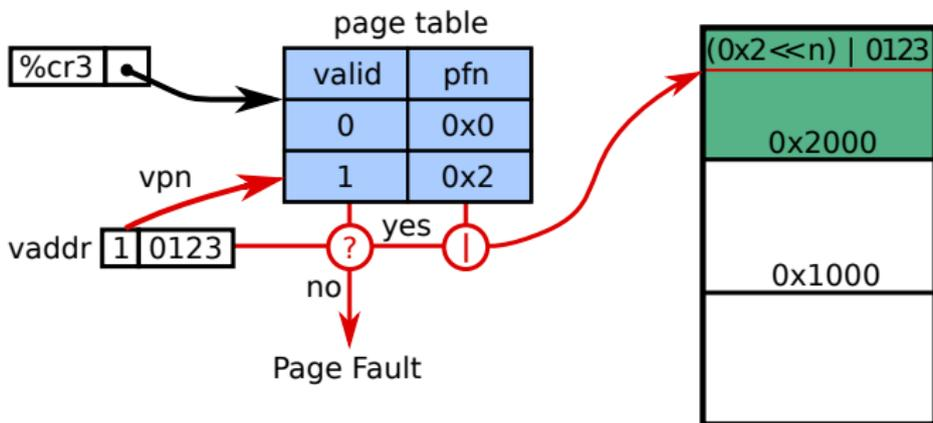 page table
%cr3
valid pfn
0 0x0
1 0x2
vpn
vaddr 1 0123
? yes |
no
Page Fault
(0x2<<n) | 0123
0x2000
0x1000